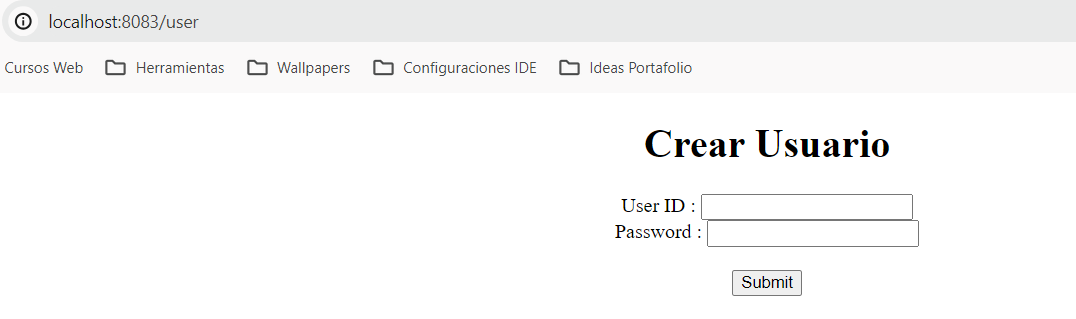 localhost:8083/user
Cursos Web Herramientas Wallpapers Configuraciones IDE Ideas Portafolio
Crear Usuario
User ID :
Password :
Submit